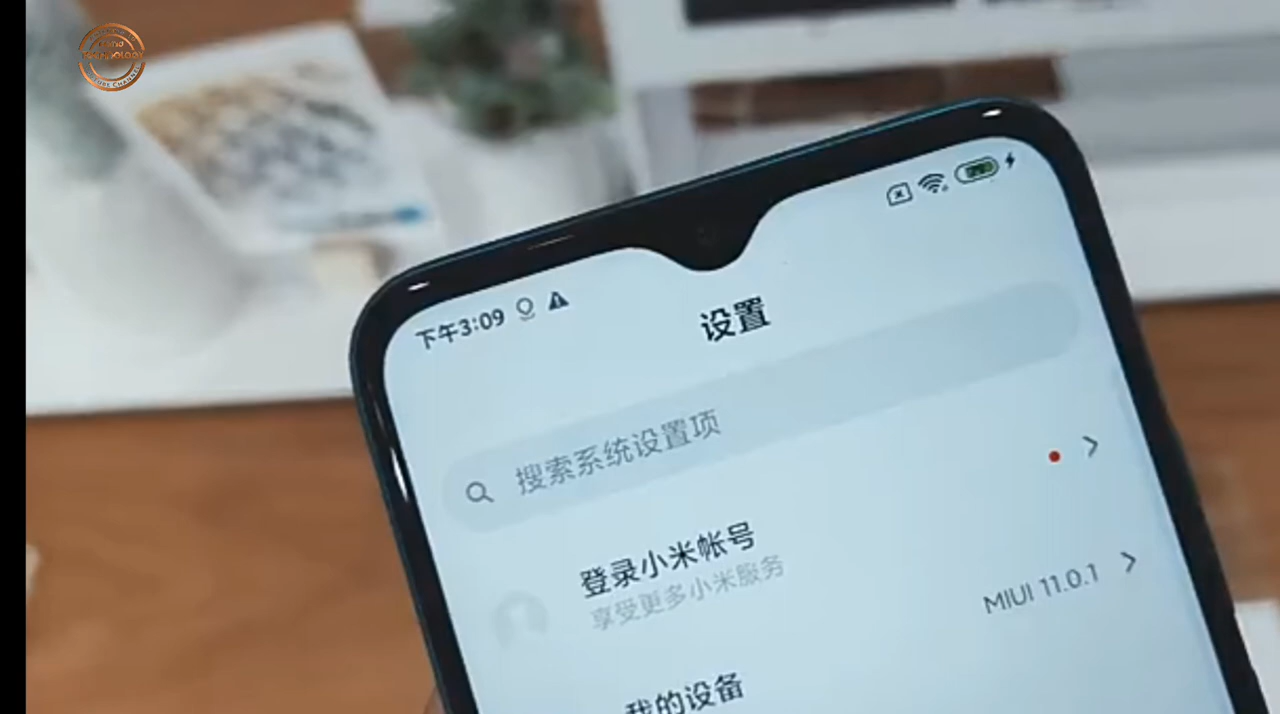 下午3:09
设置
搜索系统设置项
登录小米帐号
享受更多小米服务
MIUI 11.0.1
我的设备